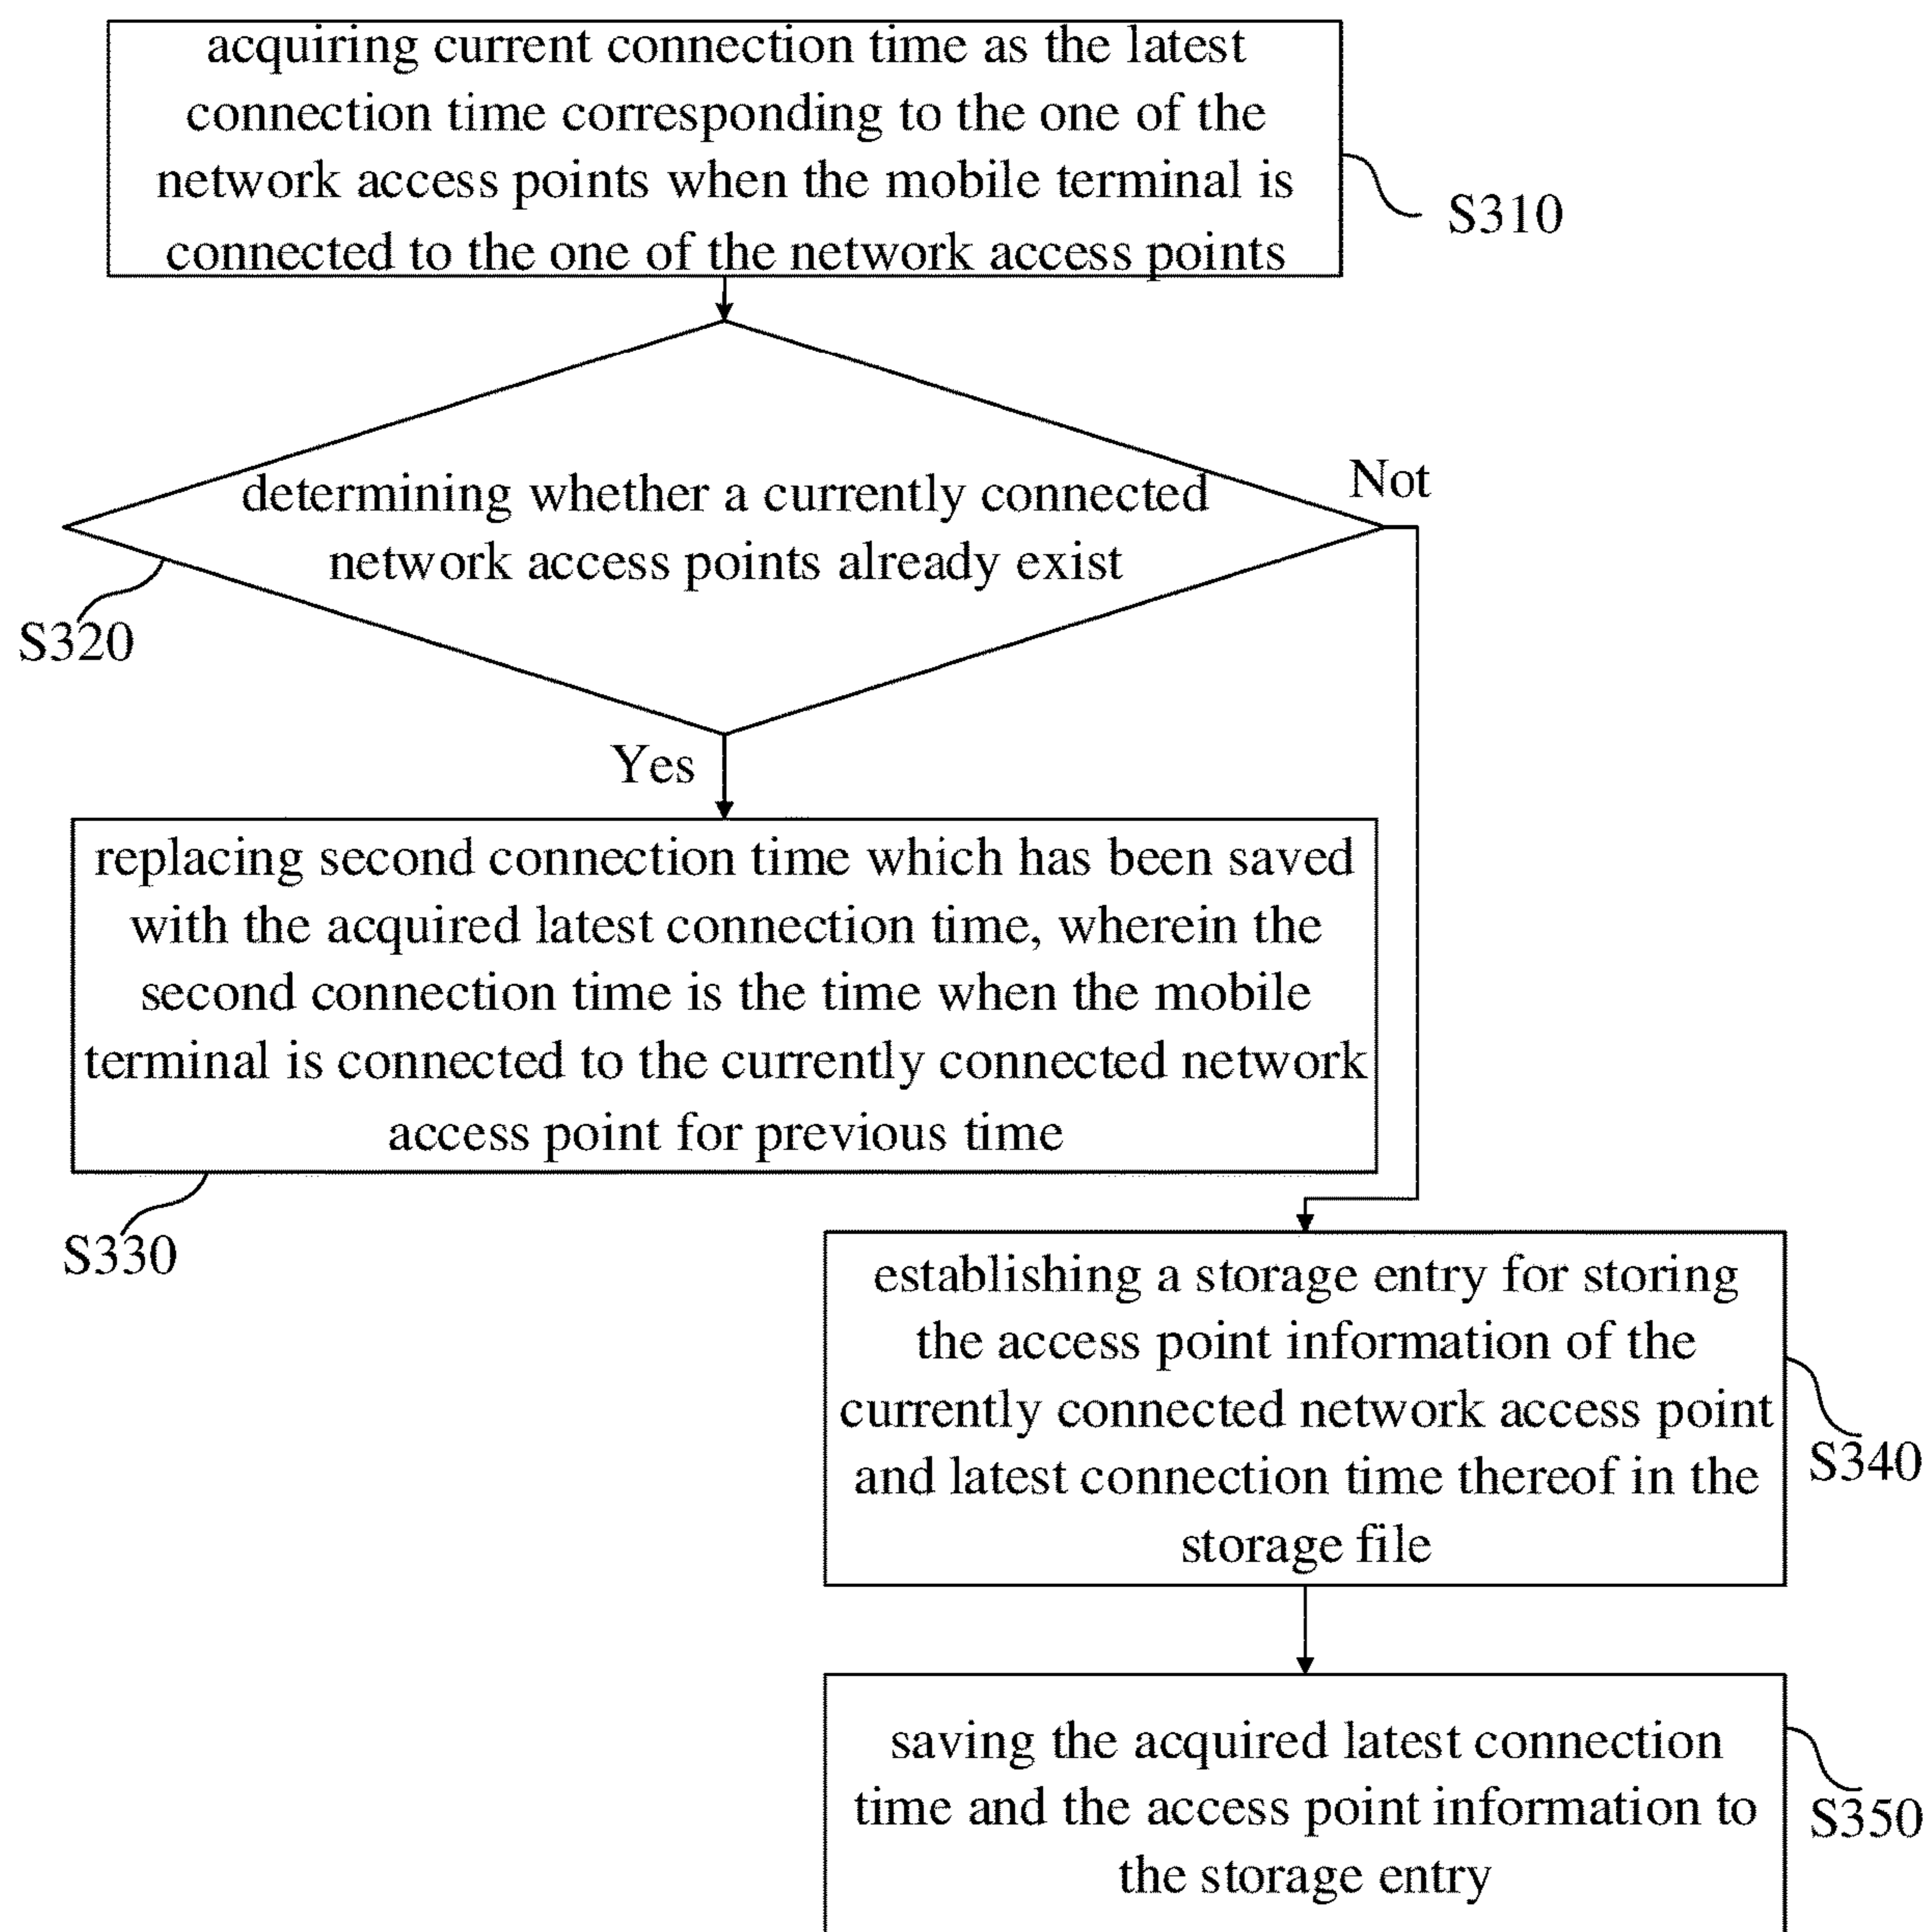 acquiring current connection time as the latest
connection time corresponding to the one of the
network access points when the mobile terminal is
connected to the one of the network access points
S310
Not
determining whether a currently connected
network access points already exist
S320
Yes
replacing second connection time which has been saved
with the acquired latest connection time, wherein the
second connection time is the time when the mobile
terminal is connected to the currently connected network
access point for previous time
S330
establishing a storage entry for storing
the access point information of the
currently connected network access point
and latest connection time thereof in the
storage file
S340
saving the acquired latest connection
time and the access point information to
the storage entry
S350